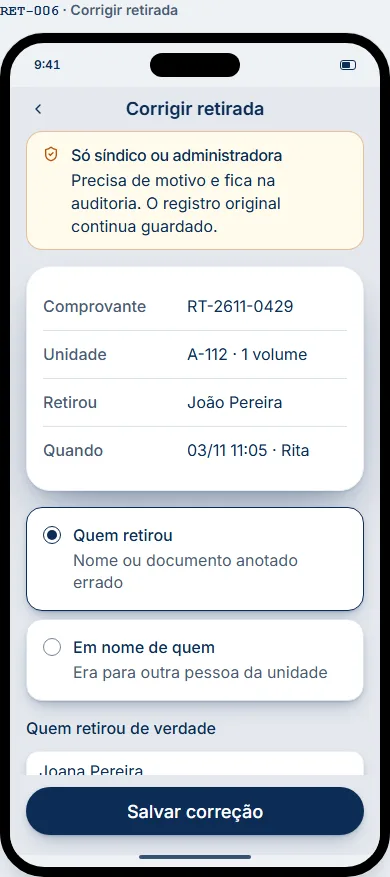 RET-006 · Corrigir retirada
9:41
Corrigir retirada
Só síndico ou administradora
Precisa de motivo e fica na
auditoria. O registro original
continua guardado.
Comprovante RT-2611-0429
Unidade A-112 · 1 volume
Retirou João Pereira
Quando 03/11 11:05 · Rita
Quem retirou
Nome ou documento anotado
errado
Em nome de quem
Era para outra pessoa da unidade
Quem retirou de verdade
Joana Pereira
Salvar correção